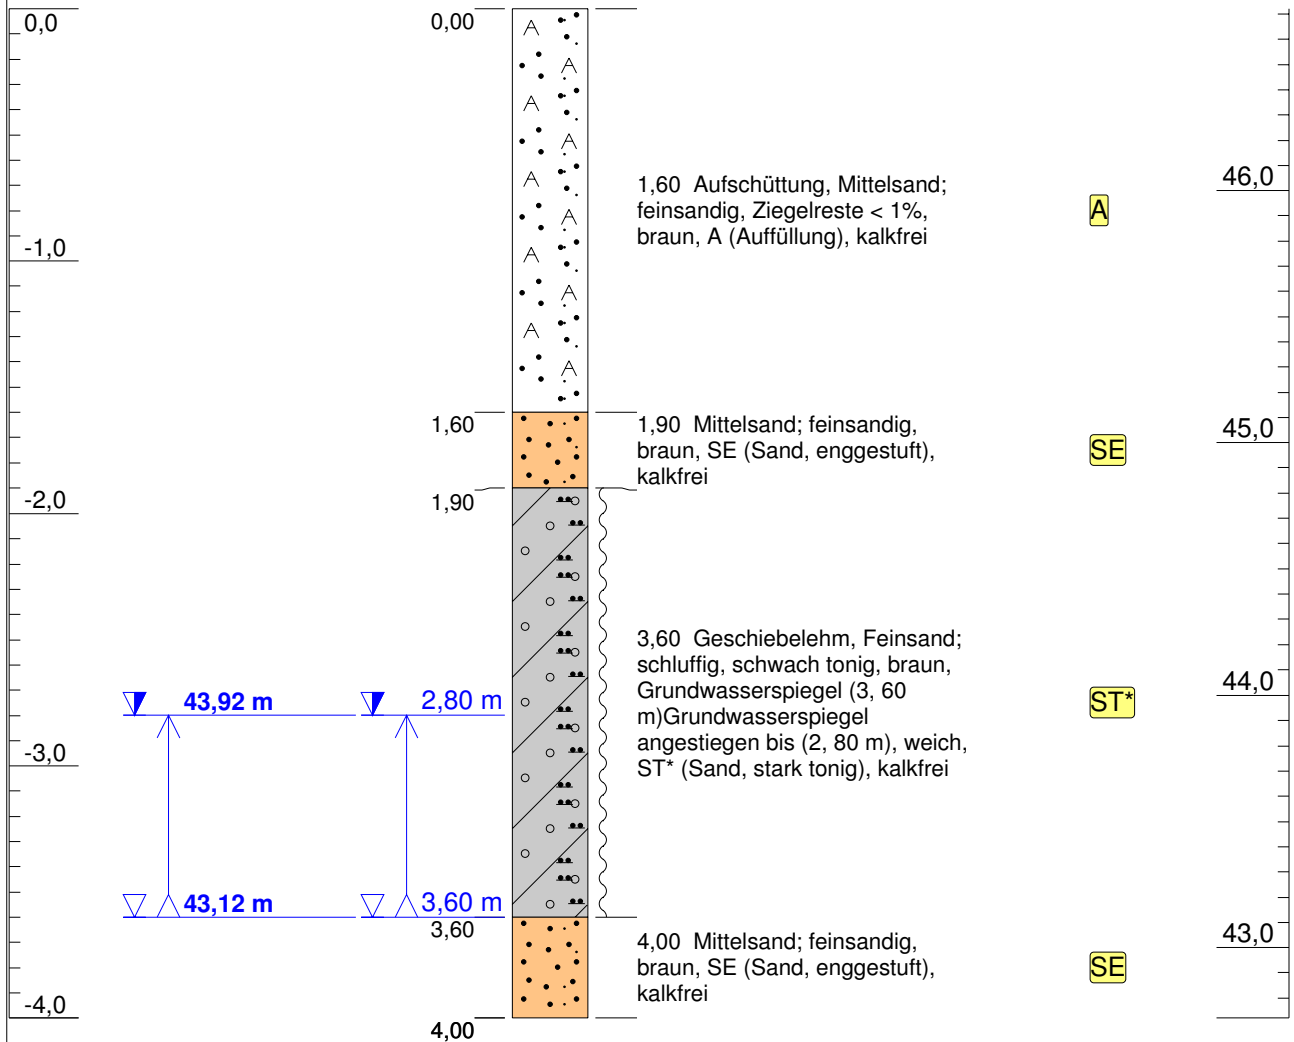 0,0
0,00
1,60 Aufschüttung, Mittelsand;
feinsandig, Ziegelreste < 1%,
braun, A (Auffüllung), kalkfrei
A
46,0
-1,0
1,60
1,90 Mittelsand; feinsandig,
braun, SE (Sand, enggestuft),
kalkfrei
SE
45,0
-2,0
1,90
3,60 Geschiebelehm, Feinsand;
schluffig, schwach tonig, braun,
Grundwasserspiegel (3, 60
m)Grundwasserspiegel
angestiegen bis (2, 80 m), weich,
ST* (Sand, stark tonig), kalkfrei
ST*
44,0
43,92 m
2,80 m
-3,0
43,12 m
3,60 m
3,60
4,00 Mittelsand; feinsandig,
braun, SE (Sand, enggestuft),
kalkfrei
SE
43,0
-4,0
4,00
A
A
A
A
A
A
A
A
A
A